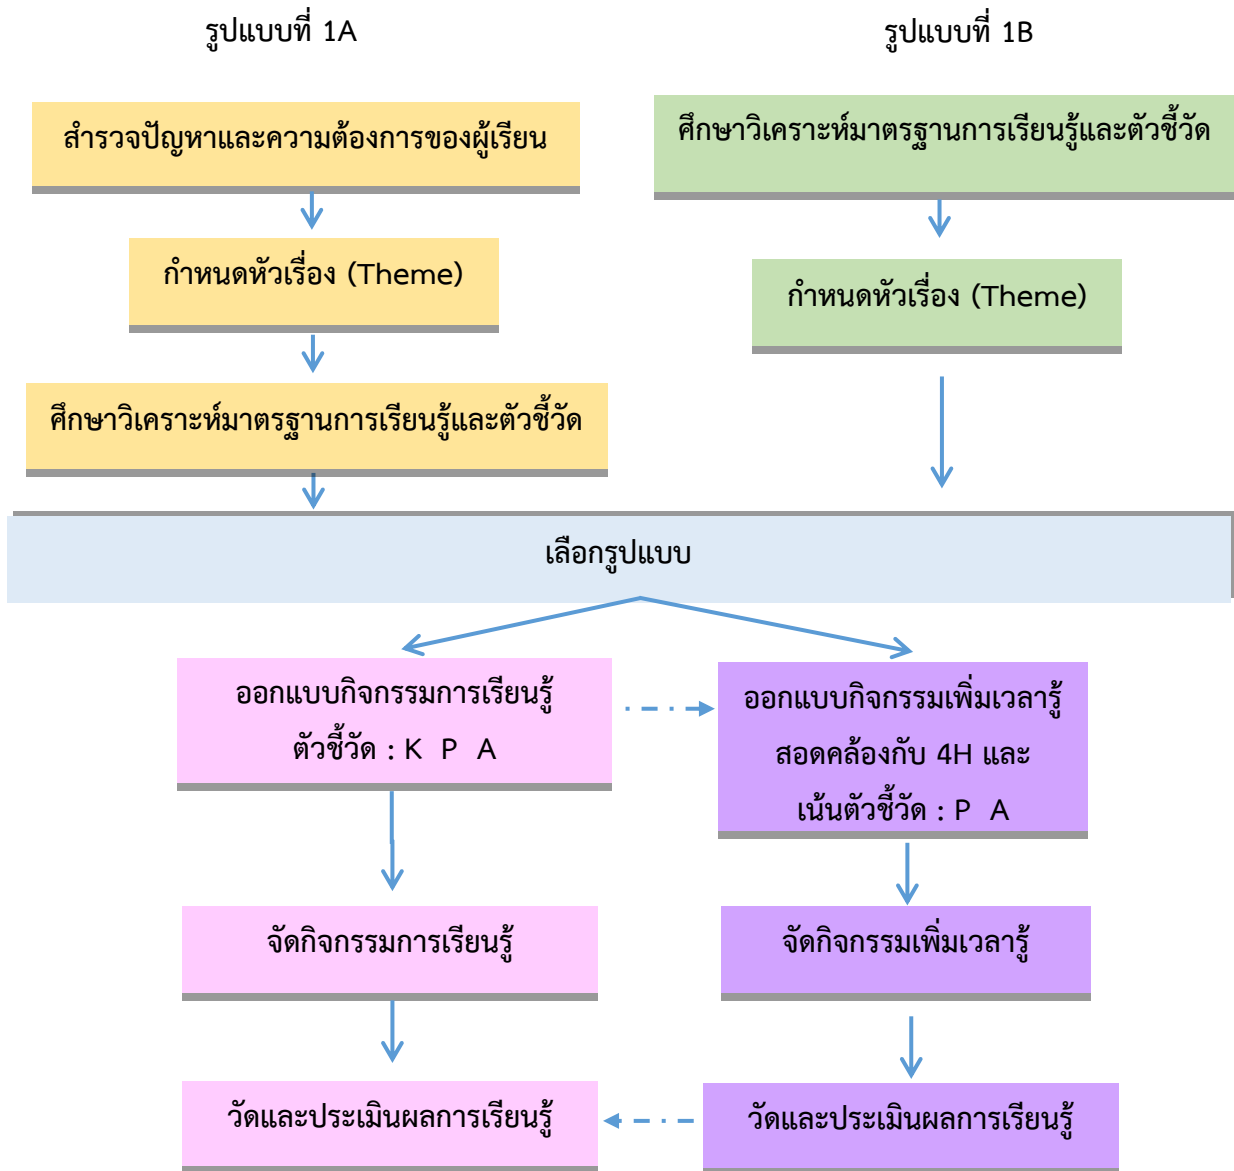 รูปแบบที่ 1A
รูปแบบที่ 1B
สำรวจปัญหาและความต้องการของผู้เรียน
ศึกษาวิเคราะห์มาตรฐานการเรียนรู้และตัวชี้วัด
กำหนดหัวเรื่อง (Theme)
กำหนดหัวเรื่อง (Theme)
ศึกษาวิเคราะห์มาตรฐานการเรียนรู้และตัวชี้วัด
เลือกรูปแบบ
ออกแบบกิจกรรมการเรียนรู้
ตัวชี้วัด : K P A
ออกแบบกิจกรรมเพิ่มเวลารู้
สอดคล้องกับ 4H และ
เน้นตัวชี้วัด : P A
จัดกิจกรรมการเรียนรู้
จัดกิจกรรมเพิ่มเวลารู้
วัดและประเมินผลการเรียนรู้
วัดและประเมินผลการเรียนรู้